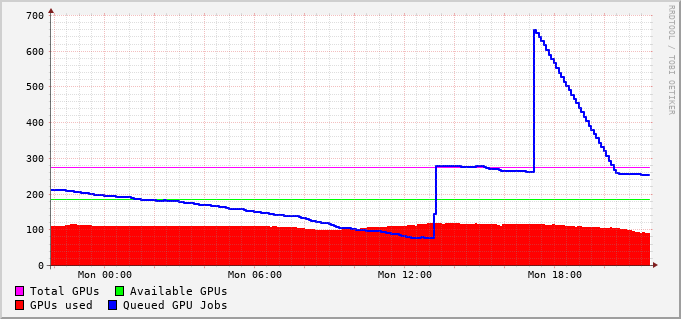 700
600
500
400
300
200
100
0
Mon 00:00 Mon 06:00 Mon 12:00 Mon 18:00
Total GPUs Available GPUs
GPUs used Queued GPU Jobs
RRDTOOL / TOBI OETIKER